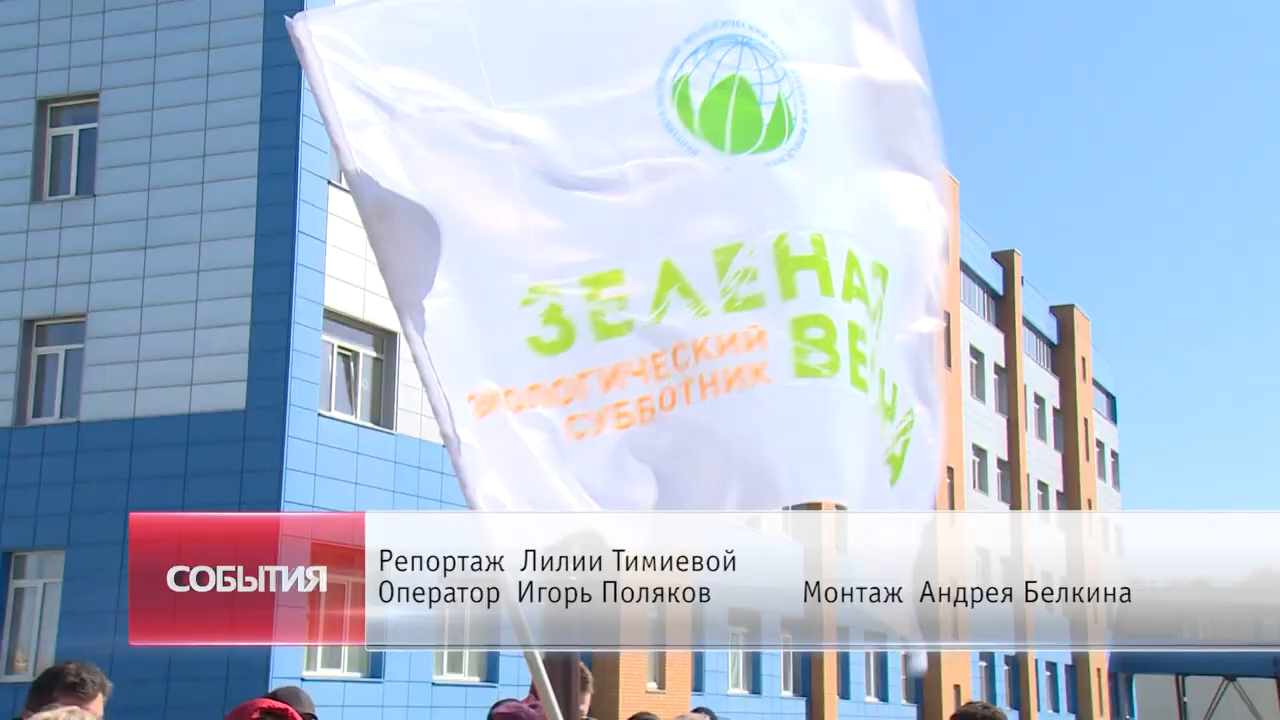 ЗЕЛЕНАЯ
ВЕСНА
ЭКОЛОГИЧЕСКИЙ
СУББОТНИК
СОБЫТИЯ
Репортаж Лилии Тимиевой
Оператор Игорь Поляков Монтаж Андрея Белкина